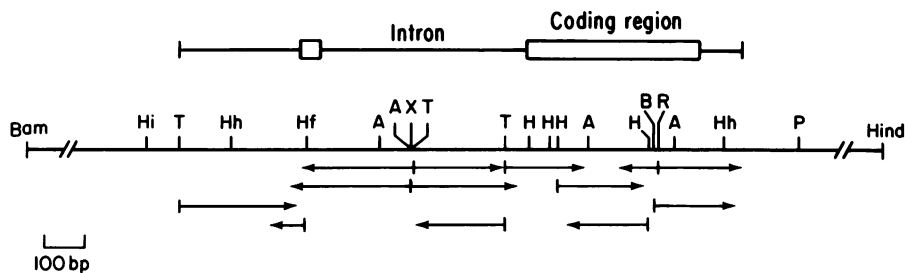 Intron
Coding region
Bam Hi T Hh Hf A A X T T H H H A H B R A Hh P Hind
100 bp